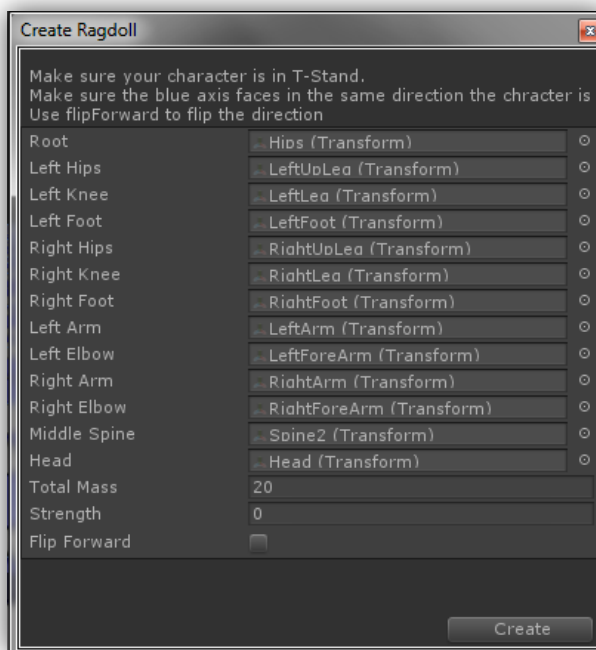 Create Ragdoll
Make sure your character is in T-Stand.
Make sure the blue axis faces in the same direction the chracter is
Use flipForward to flip the direction
Root Hips (Transform)
Left Hips LeftUpLeg (Transform)
Left Knee LeftLeg (Transform)
Left Foot LeftFoot (Transform)
Right Hips RightUpLeg (Transform)
Right Knee RightLeg (Transform)
Right Foot RightFoot (Transform)
Left Arm LeftArm (Transform)
Left Elbow LeftForeArm (Transform)
Right Arm RightArm (Transform)
Right Elbow RightForeArm (Transform)
Middle Spine Spine2 (Transform)
Head Head (Transform)
Total Mass 20
Strength 0
Flip Forward
Create